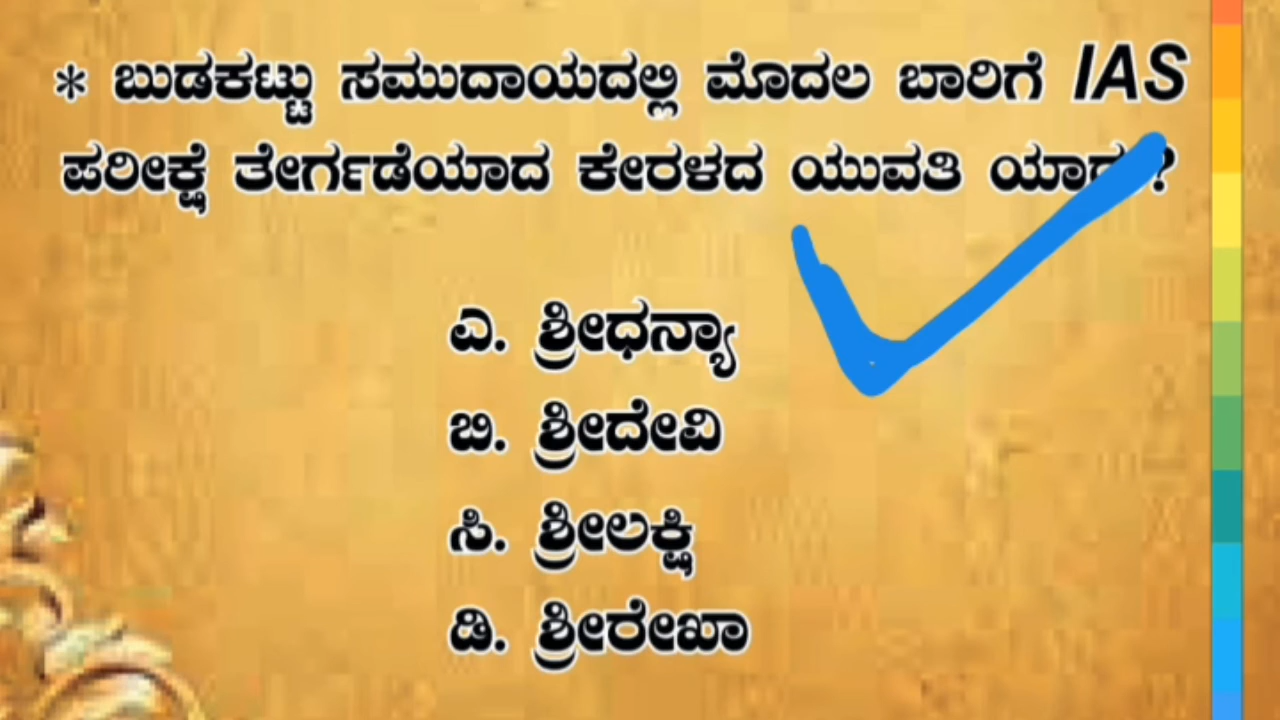 * ಬುಡಕಟ್ಟು ಸಮುದಾಯದಲ್ಲಿ ಮೊದಲ ಬಾರಿಗೆ IAS
ಪರೀಕ್ಷೆ ತೇರ್ಗಡೆಯಾದ ಕೇರಳದ ಯುವತಿ ?
ಎ. ಶ್ರೀಧನ್ಯಾ
ಬಿ. ಶ್ರೀದೇವಿ
ಸಿ. ಶ್ರೀಲಕ್ಷಿ
ಡಿ. ಶ್ರೀರೇಖಾ